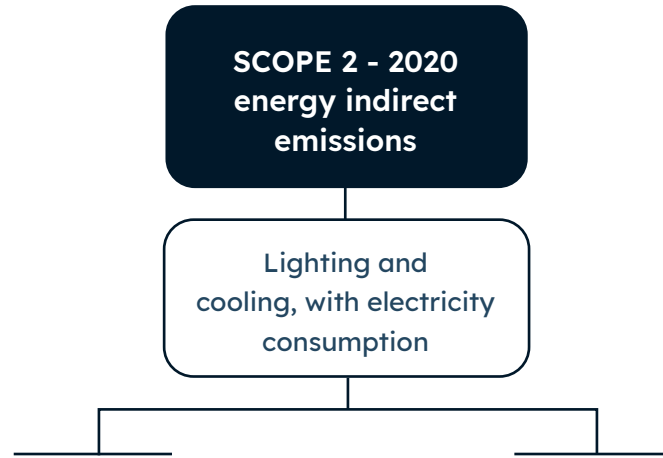 SCOPE 2 - 2020
energy indirect
emissions
Lighting and
cooling, with electricity
consumption